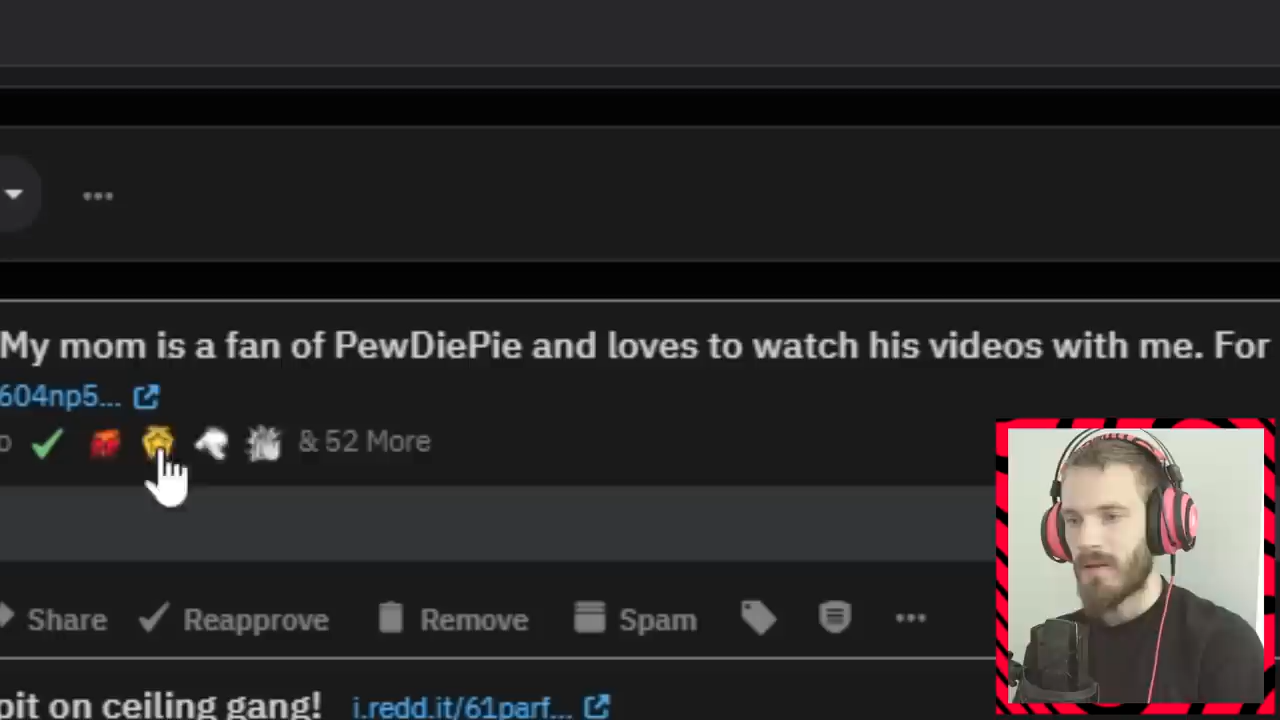 My mom is a fan of PewDiePie and loves to watch his videos with me. For
604np5...
& 52 More
Share Reapprove Remove Spam
pit on ceiling gang! i.redd.it/61parf...